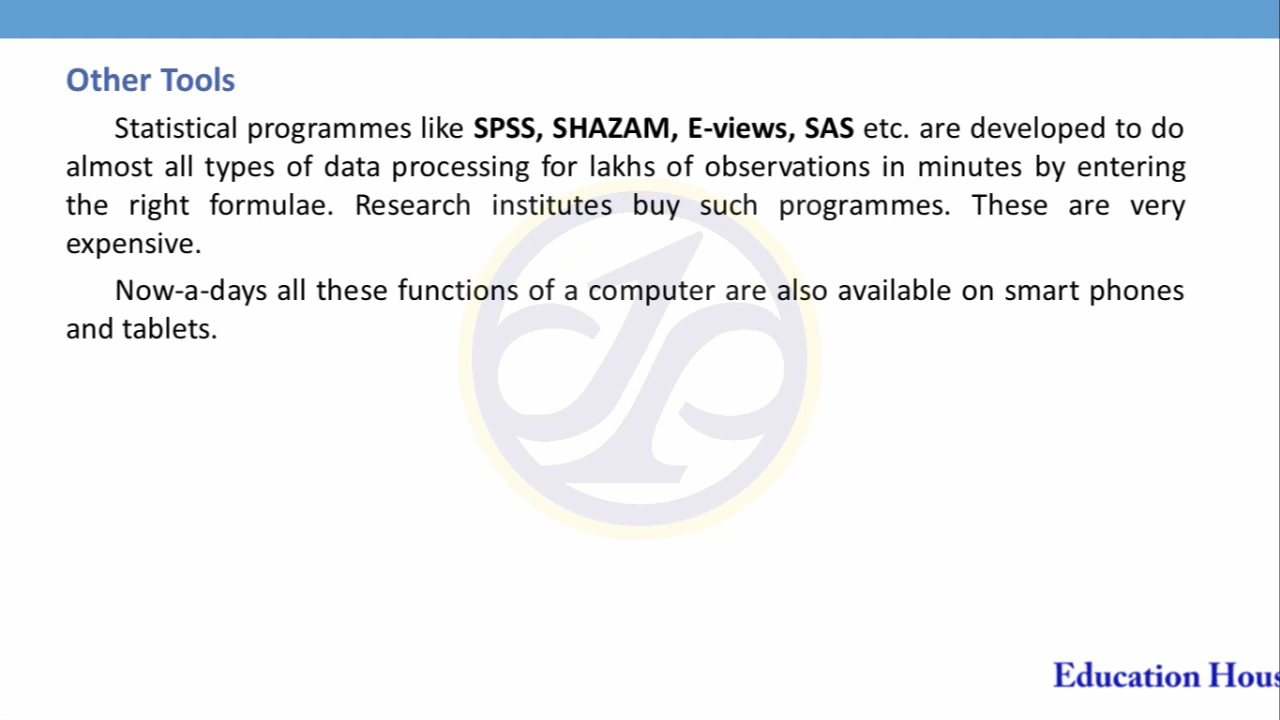 Other Tools
Statistical programmes like SPSS, SHAZAM, E-views, SAS etc. are developed to do
almost all types of data processing for lakhs of observations in minutes by entering
the right formulae. Research institutes buy such programmes. These are very
expensive.
Now-a-days all these functions of a computer are also available on smart phones
and tablets.
Education Hous